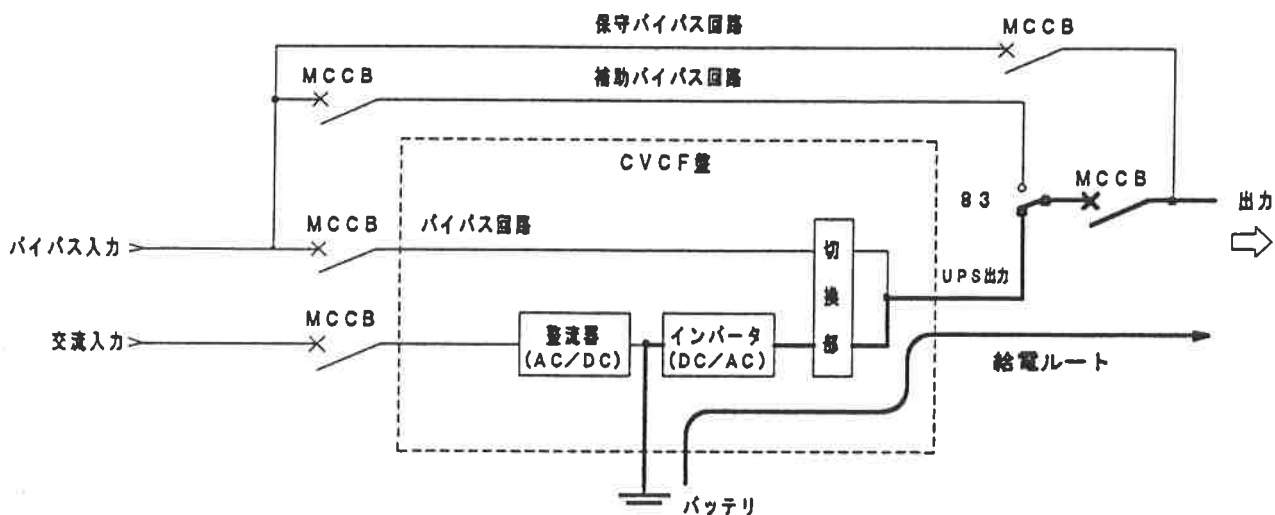 保守バイパス回路
MCCB
MCCB
補助バイパス回路
CVCF盤
83
MCCB
出力
バイパス入力
MCCB
バイパス回路
切換部
UPS出力
交流入力
MCCB
整流器
(AC/DC)
インバータ
(DC/AC)
給電ルート
バッテリ